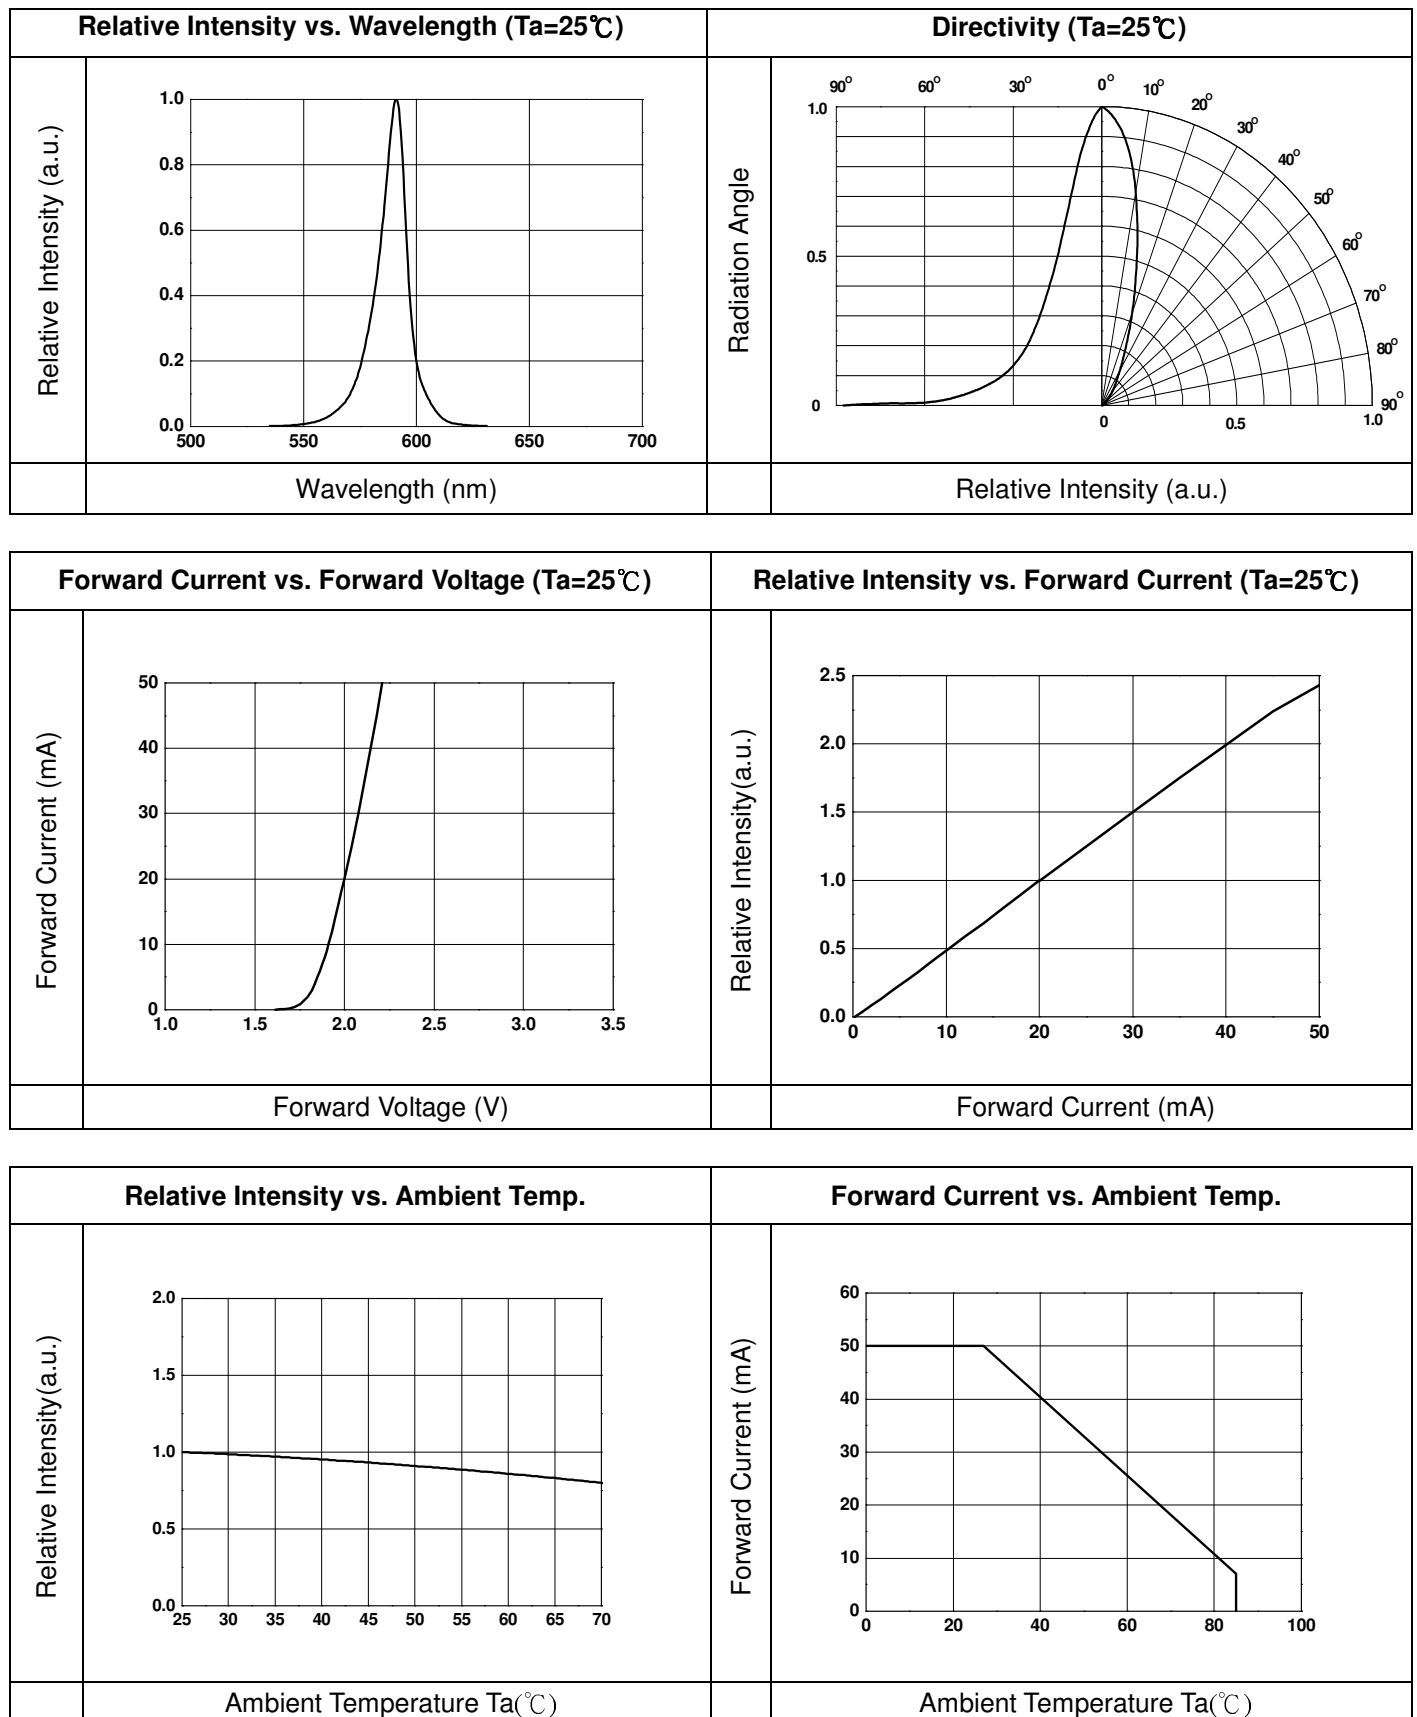 Relative Intensity vs. Wavelength (Ta=25℃)
Relative Intensity (a.u.)
1.0
0.8
0.6
0.4
0.2
0.0
500 550 600 650 700
Wavelength (nm)
Directivity (Ta=25℃)
Radiation Angle
90° 60° 30° 0° 10° 20° 30° 40° 50° 60° 70° 80° 90°
1.0
0.5
0
0 0.5 1.0
Relative Intensity (a.u.)
Forward Current vs. Forward Voltage (Ta=25℃)
Forward Current (mA)
50
40
30
20
10
0
1.0 1.5 2.0 2.5 3.0 3.5
Forward Voltage (V)
Relative Intensity vs. Forward Current (Ta=25℃)
Relative Intensity(a.u.)
2.5
2.0
1.5
1.0
0.5
0.0
0 10 20 30 40 50
Forward Current (mA)
Relative Intensity vs. Ambient Temp.
Relative Intensity(a.u.)
2.0
1.5
1.0
0.5
0.0
25 30 35 40 45 50 55 60 65 70
Ambient Temperature Ta(℃)
Forward Current vs. Ambient Temp.
Forward Current (mA)
60
50
40
30
20
10
0
0 20 40 60 80 100
Ambient Temperature Ta(℃)